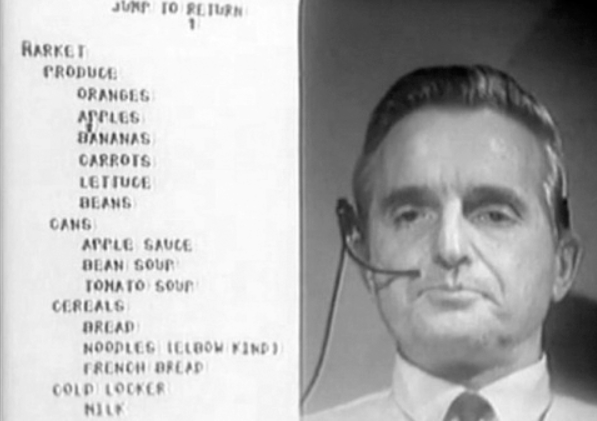 JUMP TO RETURN
1
MARKET
PRODUCE
ORANGES
APPLES
BANANAS
CARROTS
LETTUCE
BEANS
CANS
APPLE SAUCE
BEAN SOUP
TOMATO SOUP
CEREALS
BREAD
NOODLES (ELBOW KIND)
FRENCH BREAD
COLD LOCKER
MILK